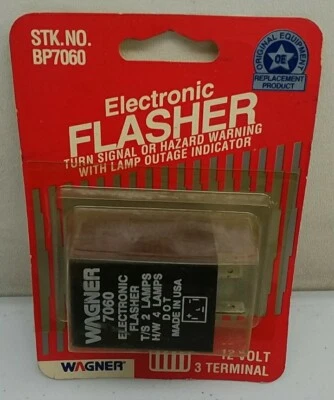 STK.NO.
BP7060
ORIGINAL EQUIPMENT
OE
REPLACEMENT
PRODUCT
Electronic
FLASHER
TURN SIGNAL OR HAZARD WARNING
WITH LAMP OUTAGE INDICATOR
WAGNER
7060
ELECTRONIC
FLASHER
T/S 2 LAMPS
H/W 4 LAMPS
DOT
MADE IN USA
WAGNER
12 VOLT
3 TERMINAL